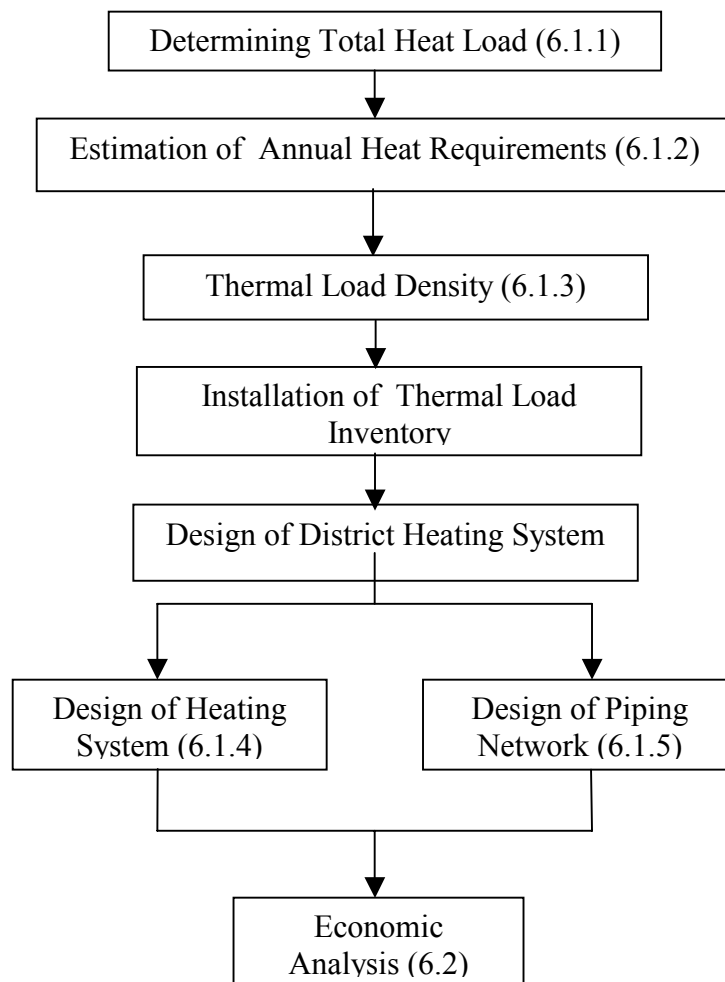 Determining Total Heat Load (6.1.1)
Estimation of Annual Heat Requirements (6.1.2)
Thermal Load Density (6.1.3)
Installation of Thermal Load
Inventory
Design of District Heating System
Design of Heating
System (6.1.4)
Design of Piping
Network (6.1.5)
Economic
Analysis (6.2)